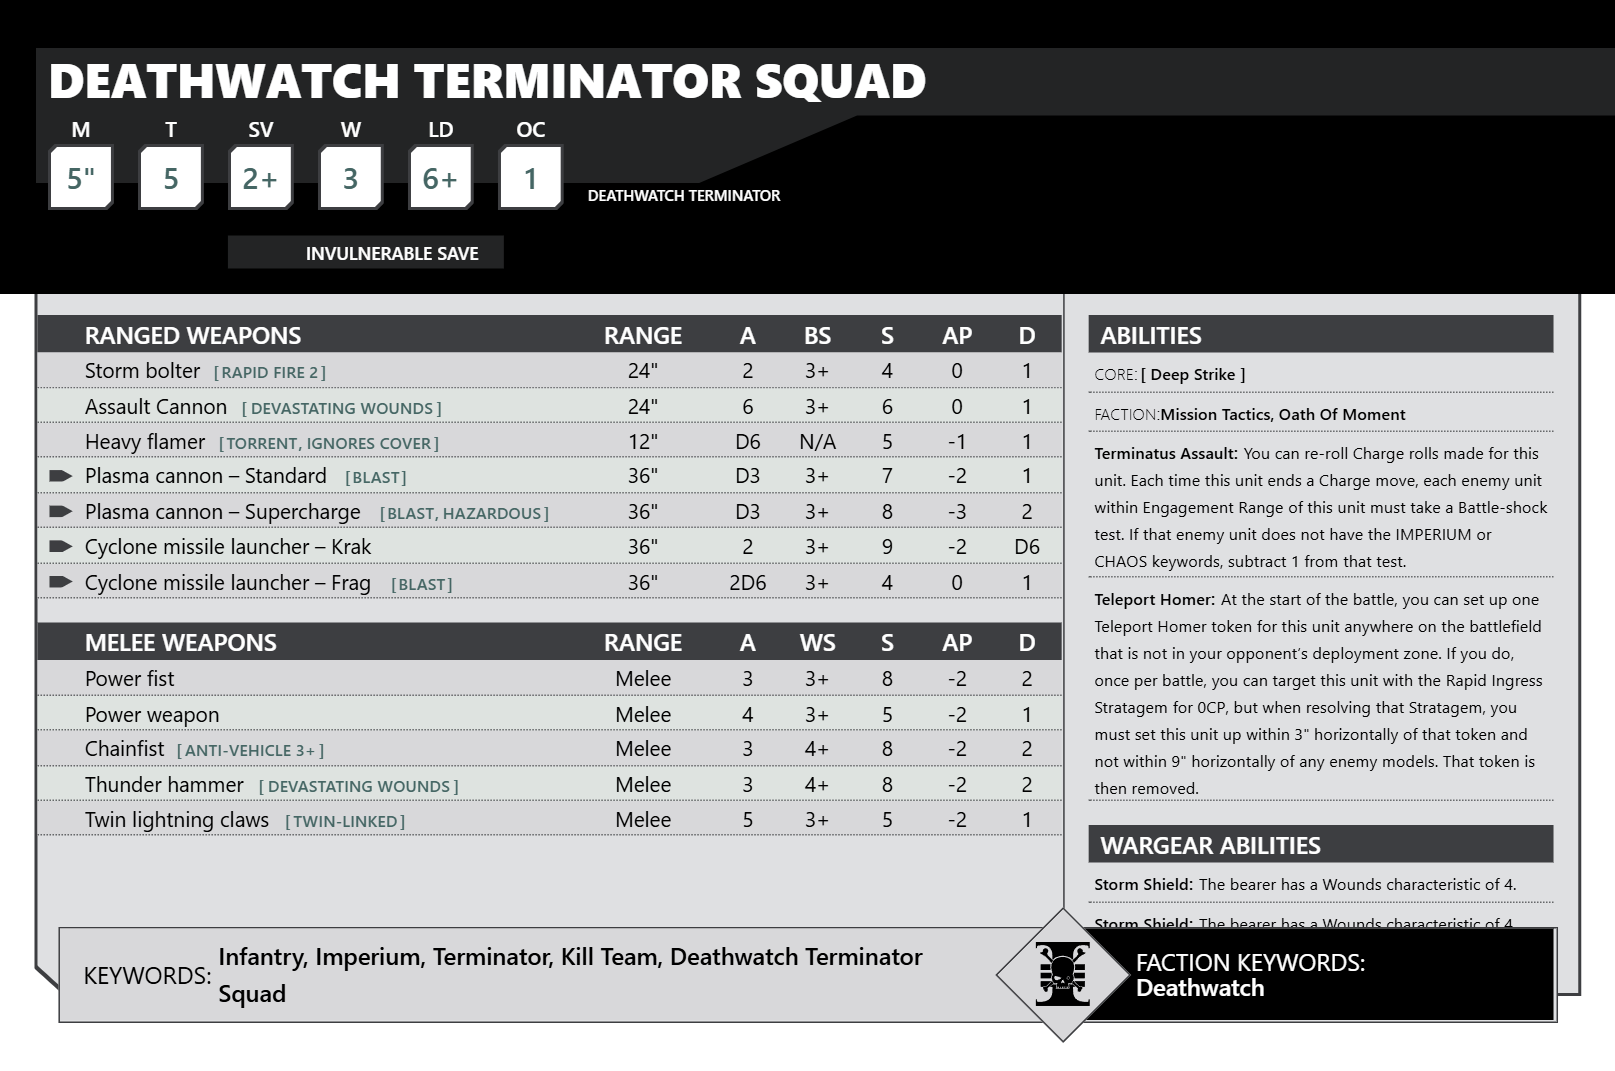 DEATHWATCH TERMINATOR SQUAD
M T SV W LD OC
5" 5 2+ 3 6+ 1
DEATHWATCH TERMINATOR
INVULNERABLE SAVE
RANGED WEAPONS RANGE A BS S AP D
Storm bolter [RAPID FIRE 2] 24" 2 3+ 4 0 1
Assault Cannon [DEVASTATING WOUNDS] 24" 6 3+ 6 0 1
Heavy flamer [TORRENT, IGNORES COVER] 12" D6 N/A 5 -1 1
Plasma cannon – Standard [BLAST] 36" D3 3+ 7 -2 1
Plasma cannon – Supercharge [BLAST, HAZARDOUS] 36" D3 3+ 8 -3 2
Cyclone missile launcher – Krak 36" 2 3+ 9 -2 D6
Cyclone missile launcher – Frag [BLAST] 36" 2D6 3+ 4 0 1
MELEE WEAPONS RANGE A WS S AP D
Power fist Melee 3 3+ 8 -2 2
Power weapon Melee 4 3+ 5 -2 1
Chainfist [ANTI-VEHICLE 3+] Melee 3 4+ 8 -2 2
Thunder hammer [DEVASTATING WOUNDS] Melee 3 4+ 8 -2 2
Twin lightning claws [TWIN-LINKED] Melee 5 3+ 5 -2 1
ABILITIES
CORE: [ Deep Strike ]
FACTION:Mission Tactics, Oath Of Moment
Terminatus Assault: You can re-roll Charge rolls made for this
unit. Each time this unit ends a Charge move, each enemy unit
within Engagement Range of this unit must take a Battle-shock
test. If that enemy unit does not have the IMPERIUM or
CHAOS keywords, subtract 1 from that test.
Teleport Homer: At the start of the battle, you can set up one
Teleport Homer token for this unit anywhere on the battlefield
that is not in your opponent's deployment zone. If you do,
once per battle, you can target this unit with the Rapid Ingress
Stratagem for 0CP, but when resolving that Stratagem, you
must set this unit up within 3" horizontally of that token and
not within 9" horizontally of any enemy models. That token is
then removed.
WARGEAR ABILITIES
Storm Shield: The bearer has a Wounds characteristic of 4.
Storm Shield: The bearer has a Wounds characteristic of 4.
KEYWORDS: Infantry, Imperium, Terminator, Kill Team, Deathwatch Terminator
Squad
FACTION KEYWORDS:
Deathwatch